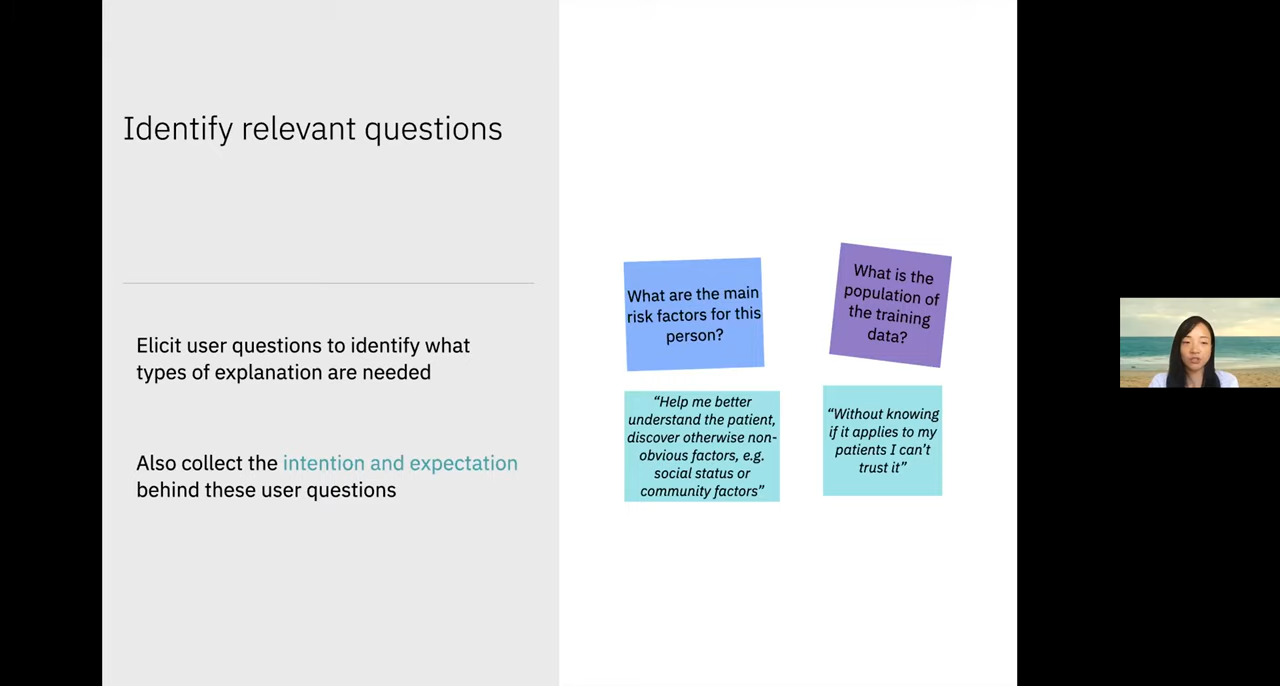 Identify relevant questions
Elicit user questions to identify what
types of explanation are needed
Also collect the intention and expectation
behind these user questions
What are the main
risk factors for this
person?
What is the
population of
the training
data?
“Help me better
understand the patient,
discover otherwise non-
obvious factors, e.g.
social status or
community factors”
“Without knowing
if it applies to my
patients I can’t
trust it”